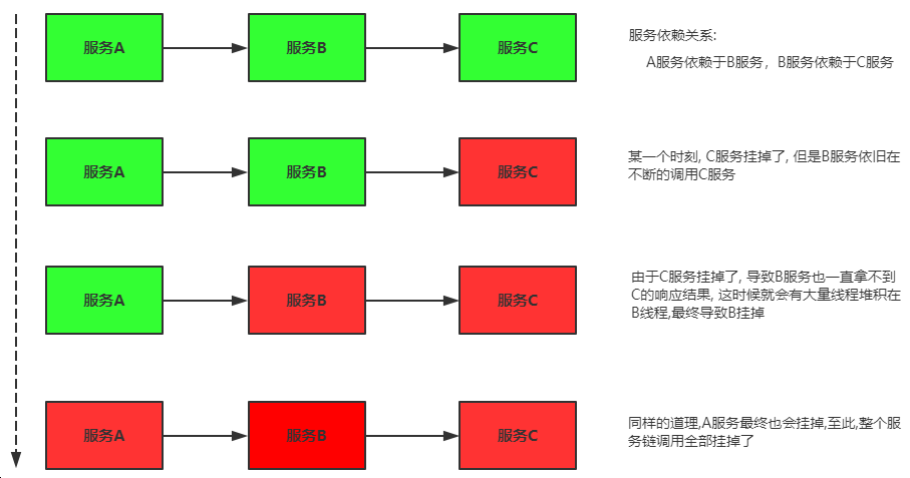 服务A
服务B
服务C
服务依赖关系:
A服务依赖于B服务，B服务依赖于C服务
服务A
服务B
服务C
某一个时刻, C服务挂掉了, 但是B服务依旧在
不断的调用C服务
服务A
服务B
服务C
由于C服务挂掉了, 导致B服务也一直拿不到
C的响应结果, 这时候就会有大量线程堆积在
B线程,最终导致B挂掉
服务A
服务B
服务C
同样的道理,A服务最终也会挂掉,至此,整个服
务链调用全部挂掉了